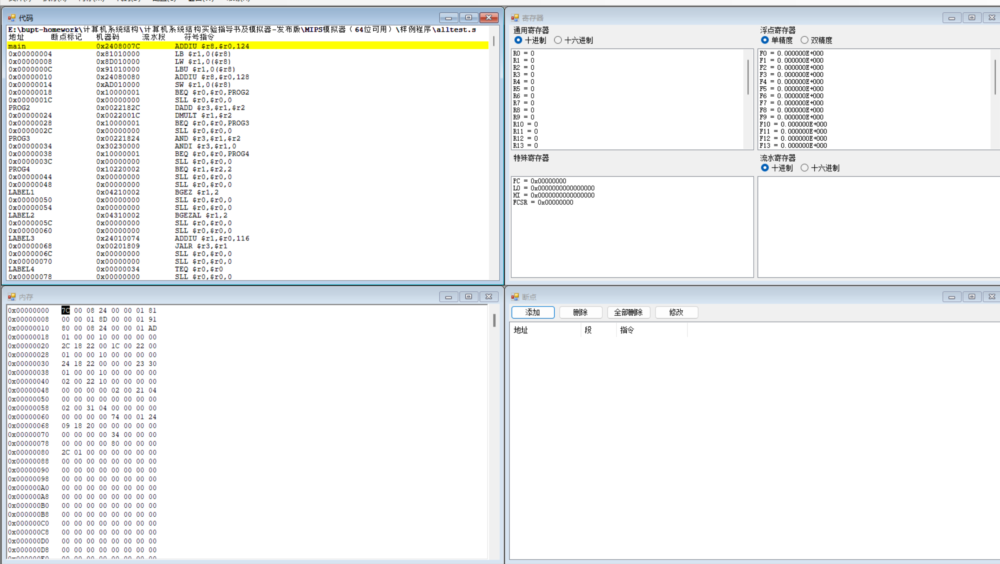 代码
E:\bupt-homework\计算机系统结构\计算机系统结构实验指导书及模拟器-发布版\MIPS模拟器（64位可用）\样例程序\alltest.s
地址 断点标记 机器码 流水段 符号指令
main 0x2408007C ADDIU $r8,$r0,124
0x00000004 0x81010000 LB $r1,0($r8)
0x00000008 0x8D010000 LW $r1,0($r8)
0x0000000C 0x91010000 LBU $r1,0($r8)
0x00000010 0x24080080 ADDIU $r8,$r0,128
0x00000014 0xAD010000 SW $r1,0($r8)
0x00000018 0x10000001 BEQ $r0,$r0,PROG2
0x0000001C 0x00000000 SLL $r0,$r0,0
PROG2 0x0022182C DADD $r3,$r1,$r2
0x00000024 0x0022001C DMULT $r1,$r2
0x00000028 0x10000001 BEQ $r0,$r0,PROG3
0x0000002C 0x00000000 SLL $r0,$r0,0
PROG3 0x00221824 AND $r3,$r1,$r2
0x00000034 0x30230000 ANDI $r3,$r1,0
0x00000038 0x10000001 BEQ $r0,$r0,PROG4
0x0000003C 0x00000000 SLL $r0,$r0,0
PROG4 0x10220002 BEQ $r1,$r2,2
0x00000044 0x00000000 SLL $r0,$r0,0
0x00000048 0x00000000 SLL $r0,$r0,0
LABEL1 0x04210002 BGEZ $r1,2
0x00000050 0x00000000 SLL $r0,$r0,0
0x00000054 0x00000000 SLL $r0,$r0,0
LABEL2 0x04310002 BGEZAL $r1,2
0x0000005C 0x00000000 SLL $r0,$r0,0
0x00000060 0x00000000 SLL $r0,$r0,0
LABEL3 0x24010074 ADDIU $r1,$r0,116
0x00000068 0x00201809 JALR $r3,$r1
0x0000006C 0x00000000 SLL $r0,$r0,0
0x00000070 0x00000000 SLL $r0,$r0,0
LABEL4 0x00000034 TEQ $r0,$r0
0x00000078 0x00000000 SLL $r0,$r0,0
寄存器
通用寄存器
十进制 十六进制
R0 = 0
R1 = 0
R2 = 0
R3 = 0
R4 = 0
R5 = 0
R6 = 0
R7 = 0
R8 = 0
R9 = 0
R10 = 0
R11 = 0
R12 = 0
R13 = 0
浮点寄存器
单精度 双精度
F0 = 0.000000E+000
F1 = 0.000000E+000
F2 = 0.000000E+000
F3 = 0.000000E+000
F4 = 0.000000E+000
F5 = 0.000000E+000
F6 = 0.000000E+000
F7 = 0.000000E+000
F8 = 0.000000E+000
F9 = 0.000000E+000
F10 = 0.000000E+000
F11 = 0.000000E+000
F12 = 0.000000E+000
F13 = 0.000000E+000
特殊寄存器
PC = 0x00000000
LO = 0x0000000000000000
HI = 0x0000000000000000
FCSR = 0x00000000
流水寄存器
十进制 十六进制
内存
0x00000000 7C 00 08 24 00 00 01 81
0x00000008 00 00 01 8D 00 00 01 91
0x00000010 80 00 08 24 00 00 01 AD
0x00000018 01 00 00 10 00 00 00 00
0x00000020 2C 18 22 00 1C 00 22 00
0x00000028 01 00 00 10 00 00 00 00
0x00000030 24 18 22 00 00 00 23 30
0x00000038 01 00 00 10 00 00 00 00
0x00000040 02 00 22 10 00 00 00 00
0x00000048 00 00 00 00 02 00 21 04
0x00000050 00 00 00 00 00 00 00 00
0x00000058 02 00 31 04 00 00 00 00
0x00000060 00 00 00 00 74 00 01 24
0x00000068 09 18 20 00 00 00 00 00
0x00000070 00 00 00 00 34 00 00 00
0x00000078 00 00 00 00 80 00 00 00
0x00000080 2C 01 00 00 00 00 00 00
0x00000088 00 00 00 00 00 00 00 00
0x00000090 00 00 00 00 00 00 00 00
0x00000098 00 00 00 00 00 00 00 00
0x000000A0 00 00 00 00 00 00 00 00
0x000000A8 00 00 00 00 00 00 00 00
0x000000B0 00 00 00 00 00 00 00 00
0x000000B8 00 00 00 00 00 00 00 00
0x000000C0 00 00 00 00 00 00 00 00
0x000000C8 00 00 00 00 00 00 00 00
0x000000D0 00 00 00 00 00 00 00 00
0x000000D8 00 00 00 00 00 00 00 00
0x000000E0 00 00 00 00 00 00 00 00
断点
添加 删除 全部删除 修改
地址 段 指令